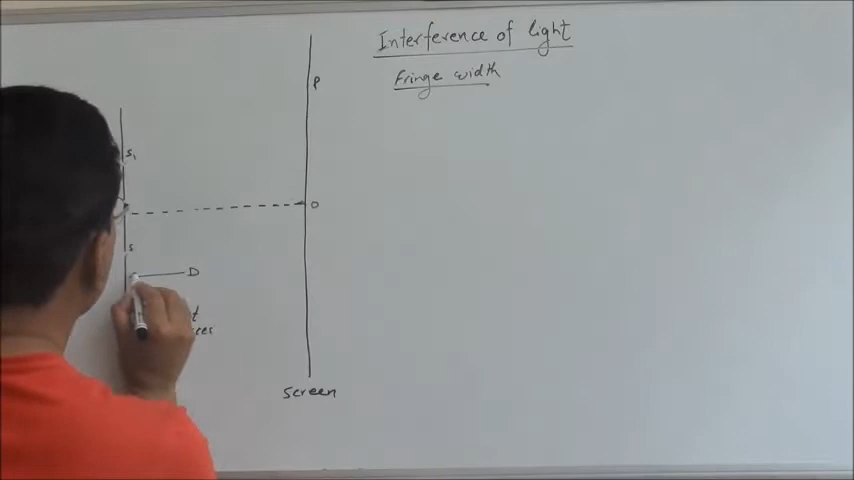 Interference of light
Fringe width
P
S₁
O
S
D
Screen